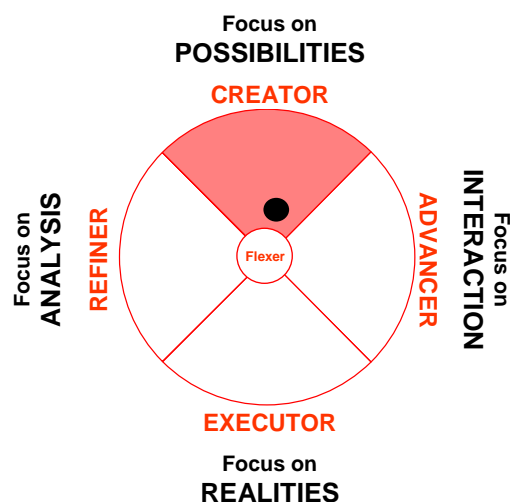 Focus on
POSSIBILITIES
CREATOR
Focus on
ANALYSIS
REFINER
Flexer
ADVANCER
Focus on
INTERACTION
EXECUTOR
Focus on
REALITIES